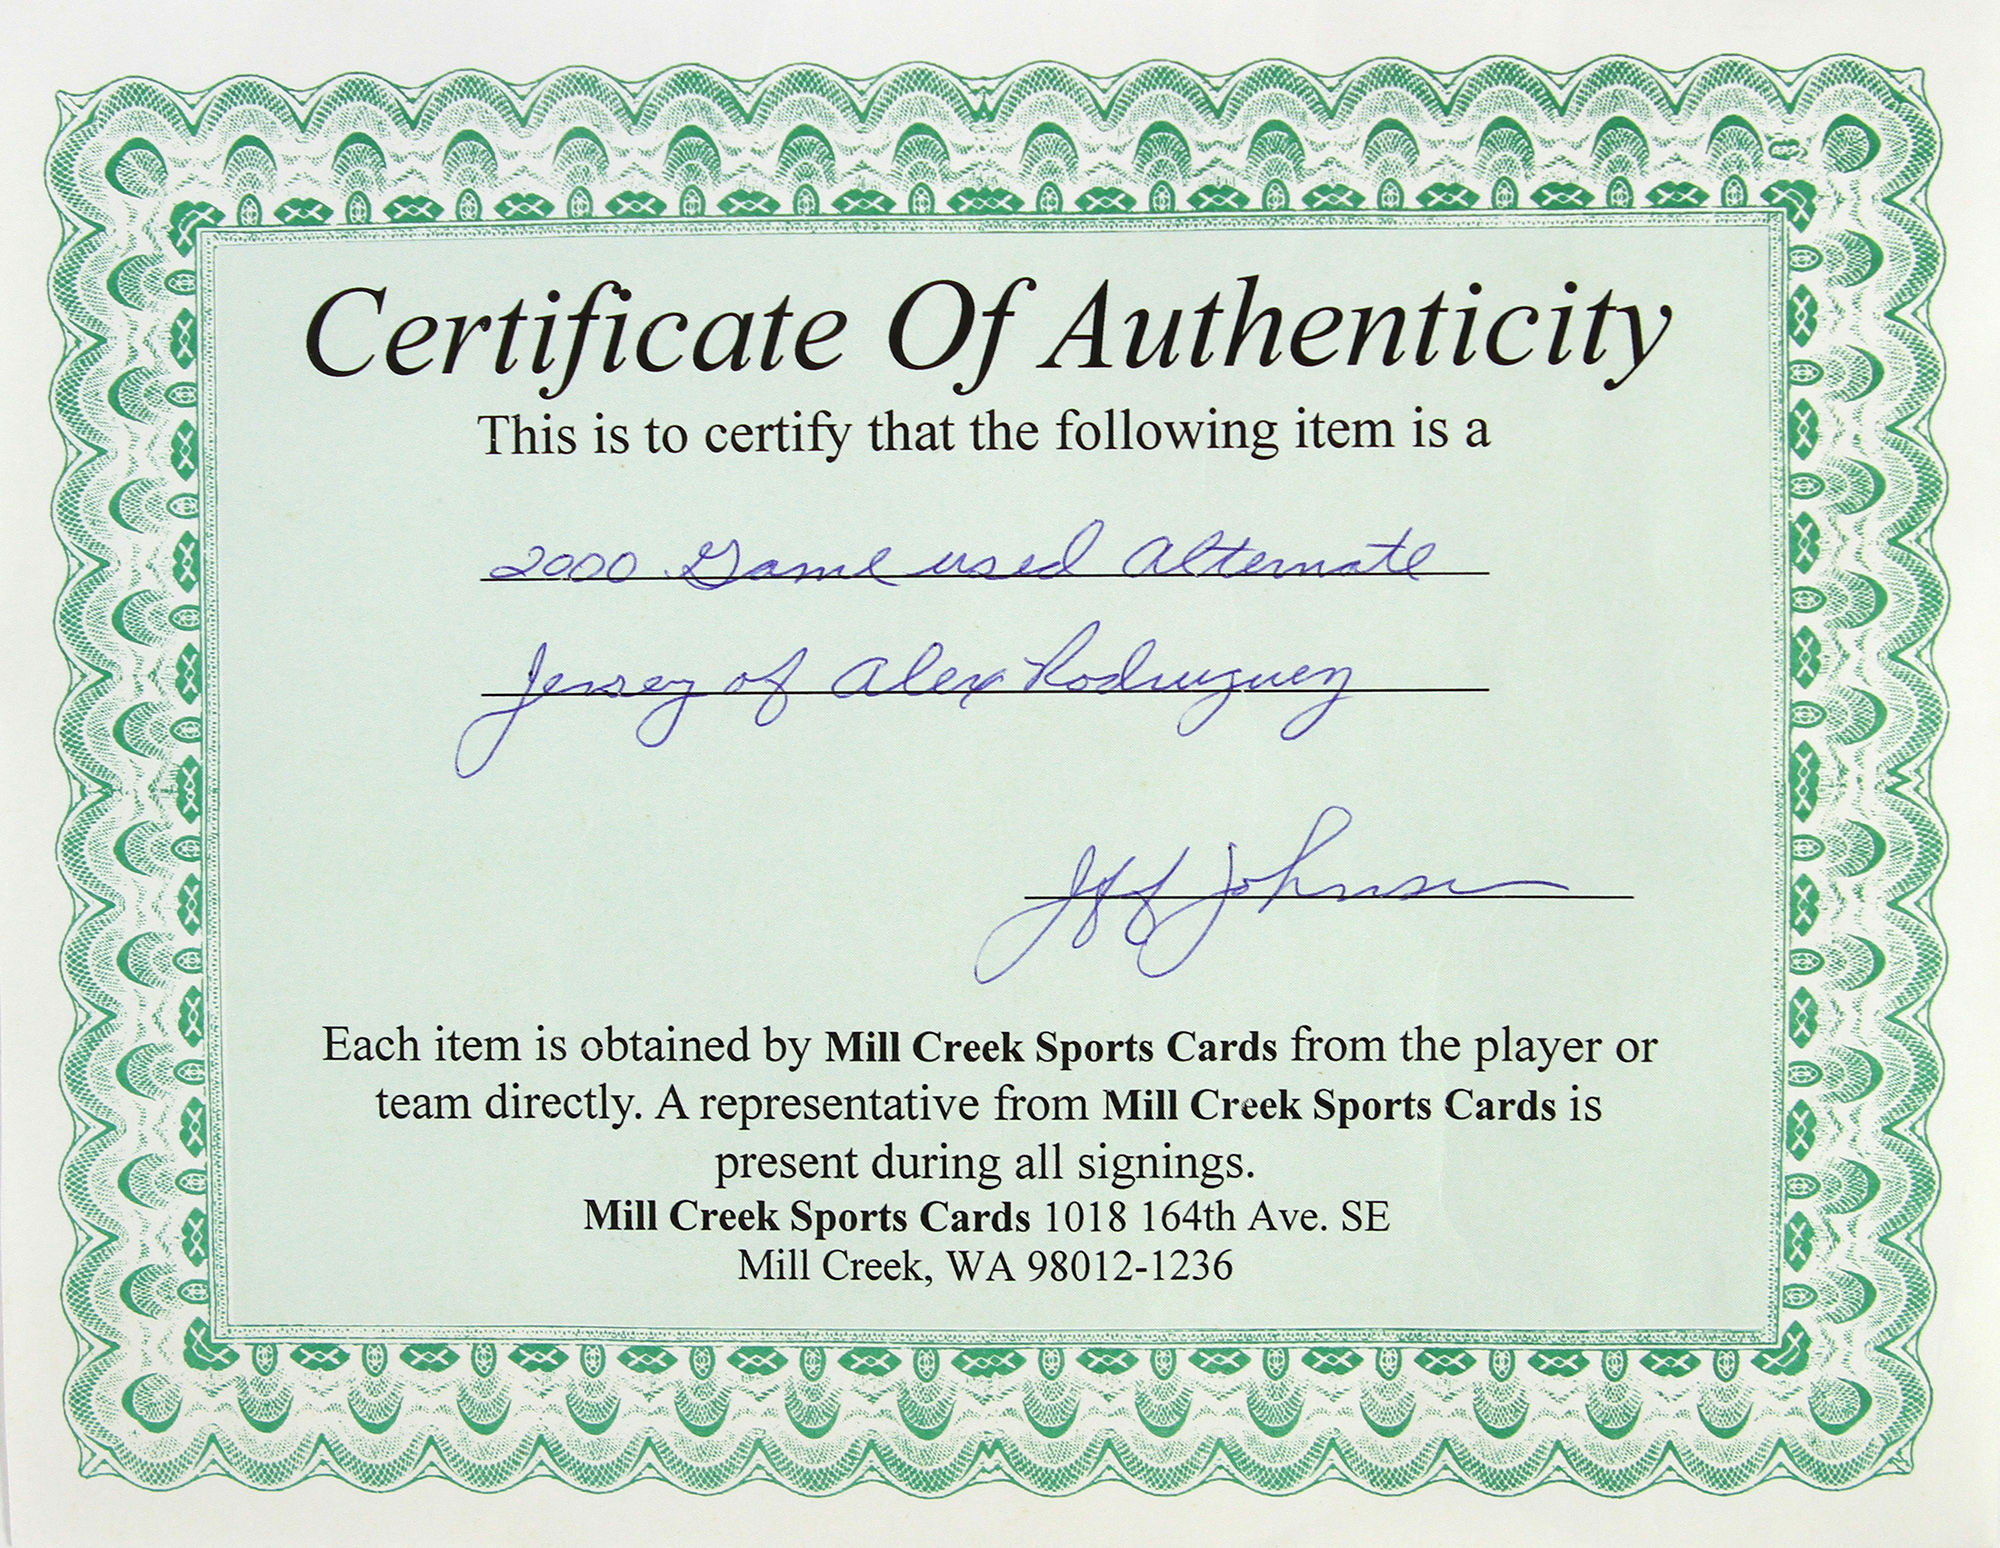 Certificate Of Authenticity
This is to certify that the following item is a
2000 Game used Alternate
Jersey of Alex Rodruguez
Jeff Johnson
Each item is obtained by Mill Creek Sports Cards from the player or
team directly. A representative from Mill Creek Sports Cards is
present during all signings.
Mill Creek Sports Cards 1018 164th Ave. SE
Mill Creek, WA 98012-1236